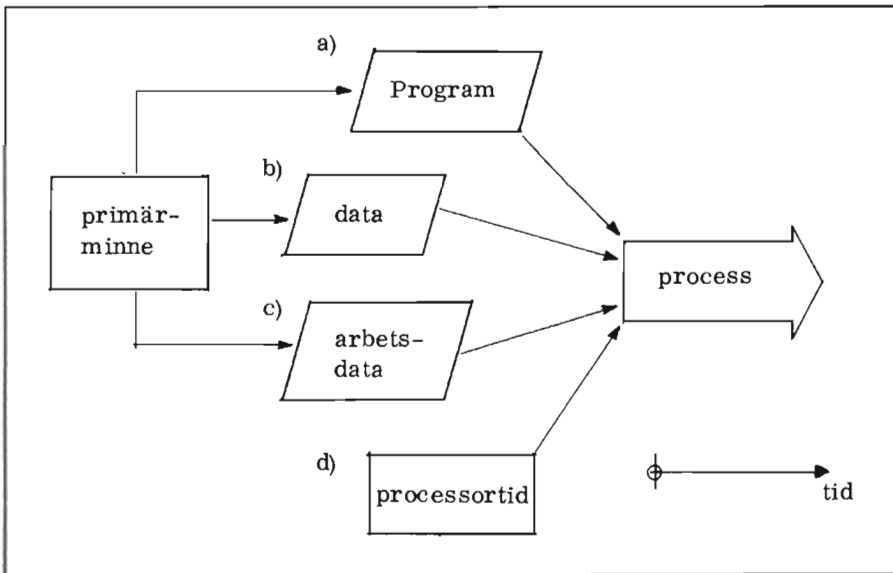 a)
Program
b)
primär-
minne
data
process
c)
arbets-
data
d)
processortid
tid